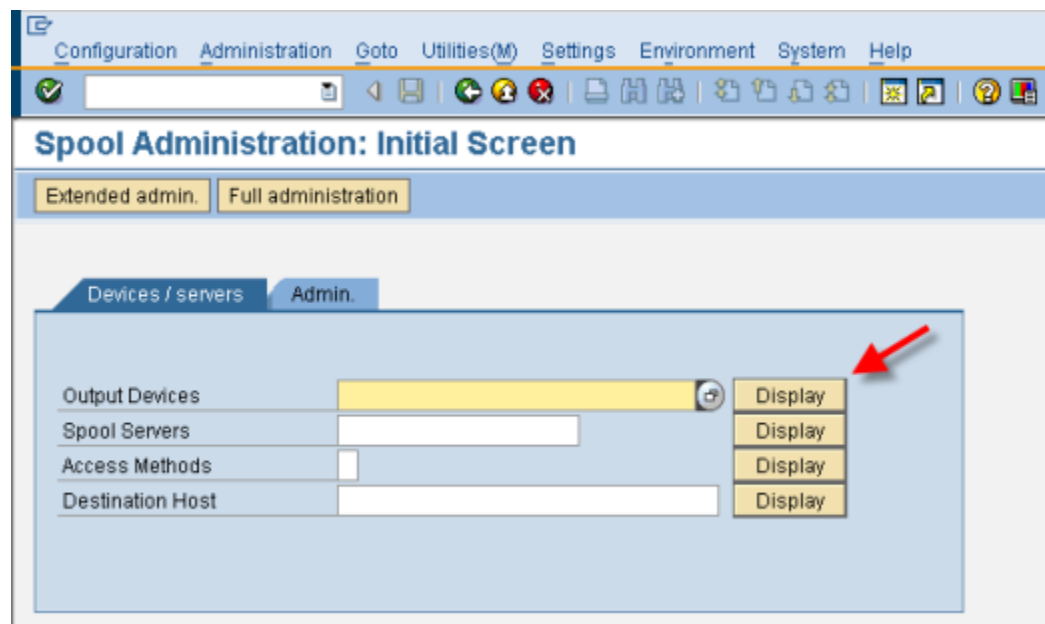 Configuration Administration Goto Utilities(M) Settings Environment System Help
Spool Administration: Initial Screen
Extended admin. Full administration
Devices / servers Admin.
Output Devices Display
Spool Servers Display
Access Methods Display
Destination Host Display